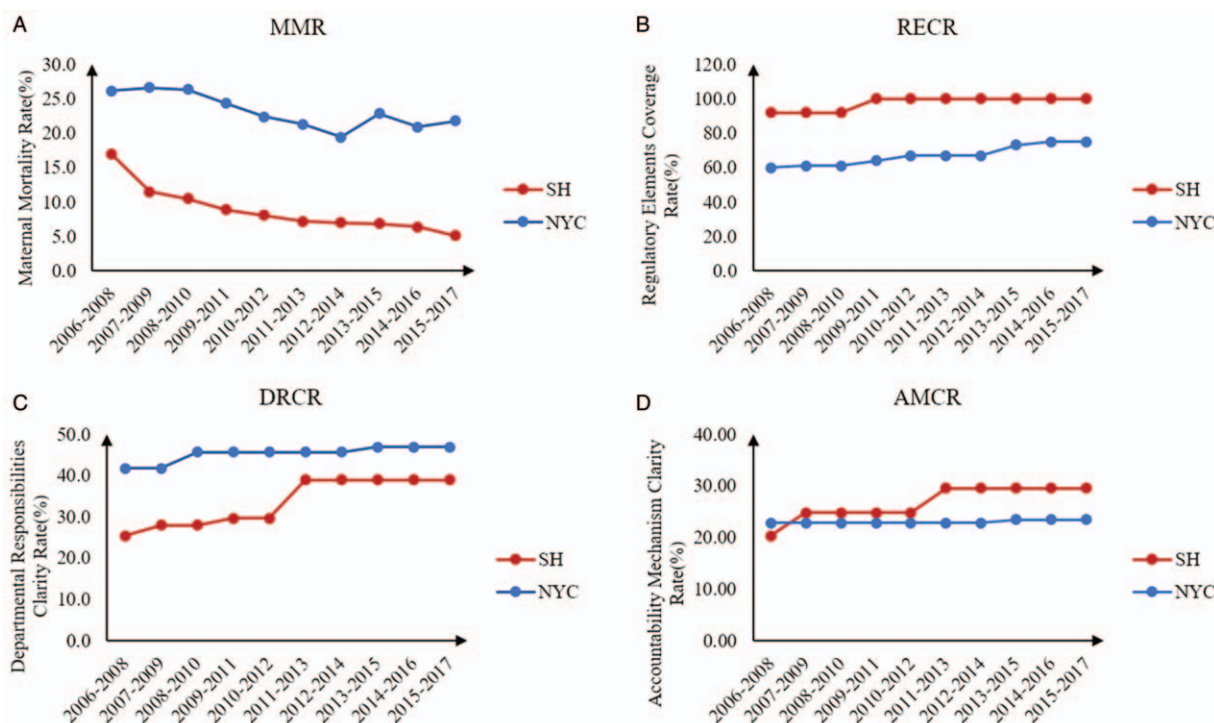 A
MMR
Maternal Mortality Rate(%)
30.0
25.0
20.0
15.0
10.0
5.0
0.0
2006-2008
2007-2009
2008-2010
2009-2011
2010-2012
2011-2013
2012-2014
2013-2015
2014-2016
2015-2017
SH
NYC
B
RECR
Regulatory Elements Coverage
Rate(%)
120.0
100.0
80.0
60.0
40.0
20.0
0.0
2006-2008
2007-2009
2008-2010
2009-2011
2010-2012
2011-2013
2012-2014
2013-2015
2014-2016
2015-2017
SH
NYC
C
DRCR
Departmental Responsibilities
Clarity Rate(%)
50.0
40.0
30.0
20.0
10.0
0.0
2006-2008
2007-2009
2008-2010
2009-2011
2010-2012
2011-2013
2012-2014
2013-2015
2014-2016
2015-2017
SH
NYC
D
AMCR
Accountability Mechanism Clarity
Rate(%)
40.00
30.00
20.00
10.00
0.00
2006-2008
2007-2009
2008-2010
2009-2011
2010-2012
2011-2013
2012-2014
2013-2015
2014-2016
2015-2017
SH
NYC